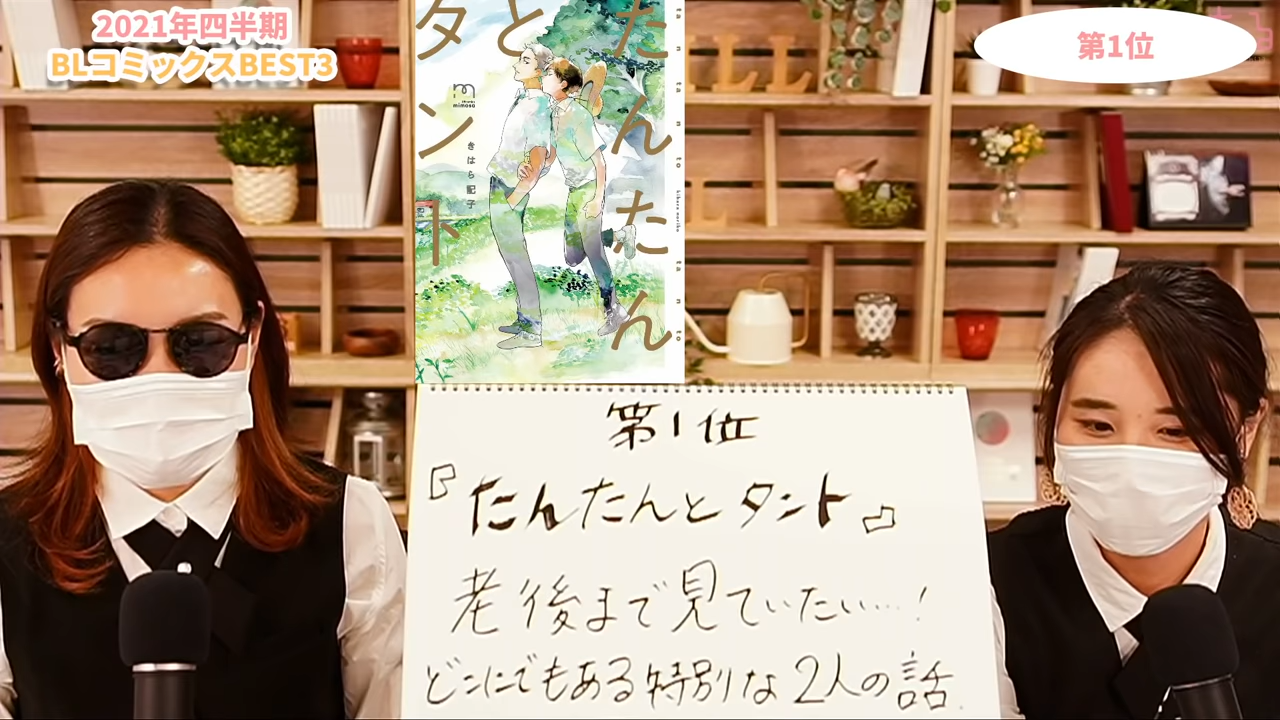 2021年四半期
BLコミックスBEST3
第1位
たんたん
と
タント
きはら記子
tantan to tanto
第1位
『たんたんとタント』
老後まで見ていたい…!
どこにでもある特別な2人の話